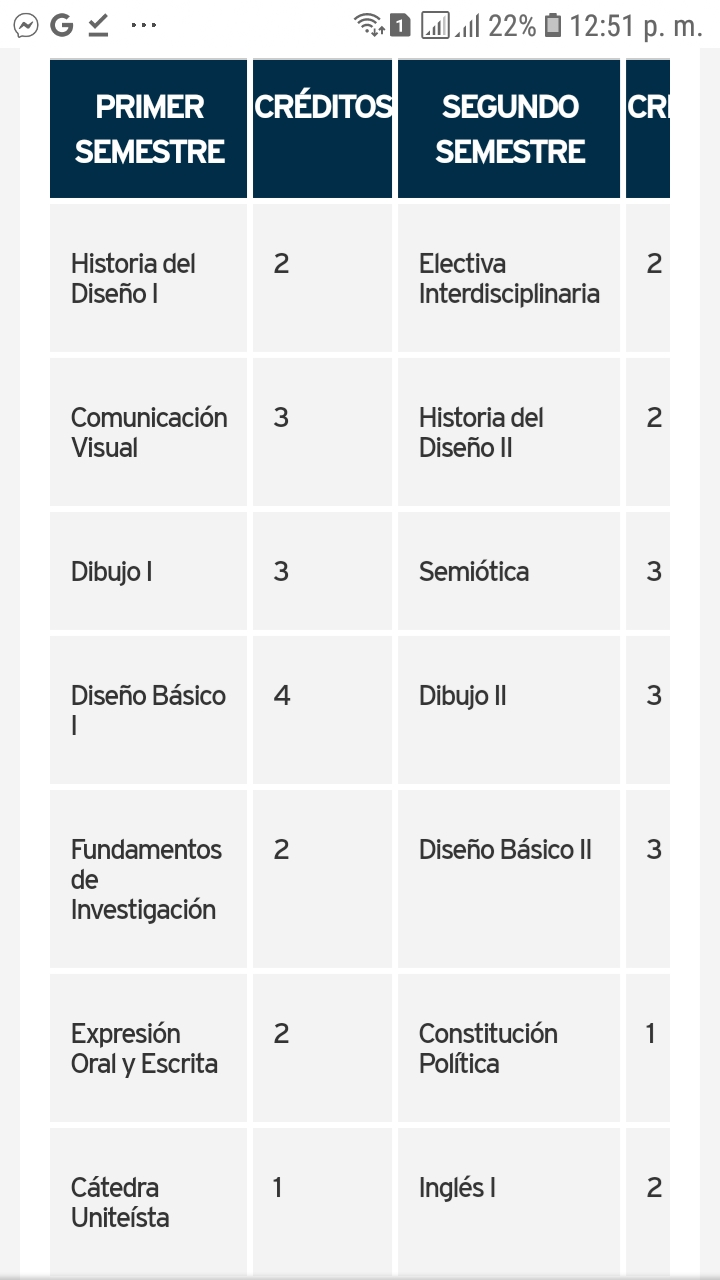 1 22% 12:51 p. m.
PRIMER SEMESTRE CRÉDITOS SEGUNDO SEMESTRE CR
Historia del Diseño I 2 Electiva Interdisciplinaria 2
Comunicación Visual 3 Historia del Diseño II 2
Dibujo I 3 Semiótica 3
Diseño Básico I 4 Dibujo II 3
Fundamentos de Investigación 2 Diseño Básico II 3
Expresión Oral y Escrita 2 Constitución Política 1
Cátedra Uniteísta 1 Inglés I 2